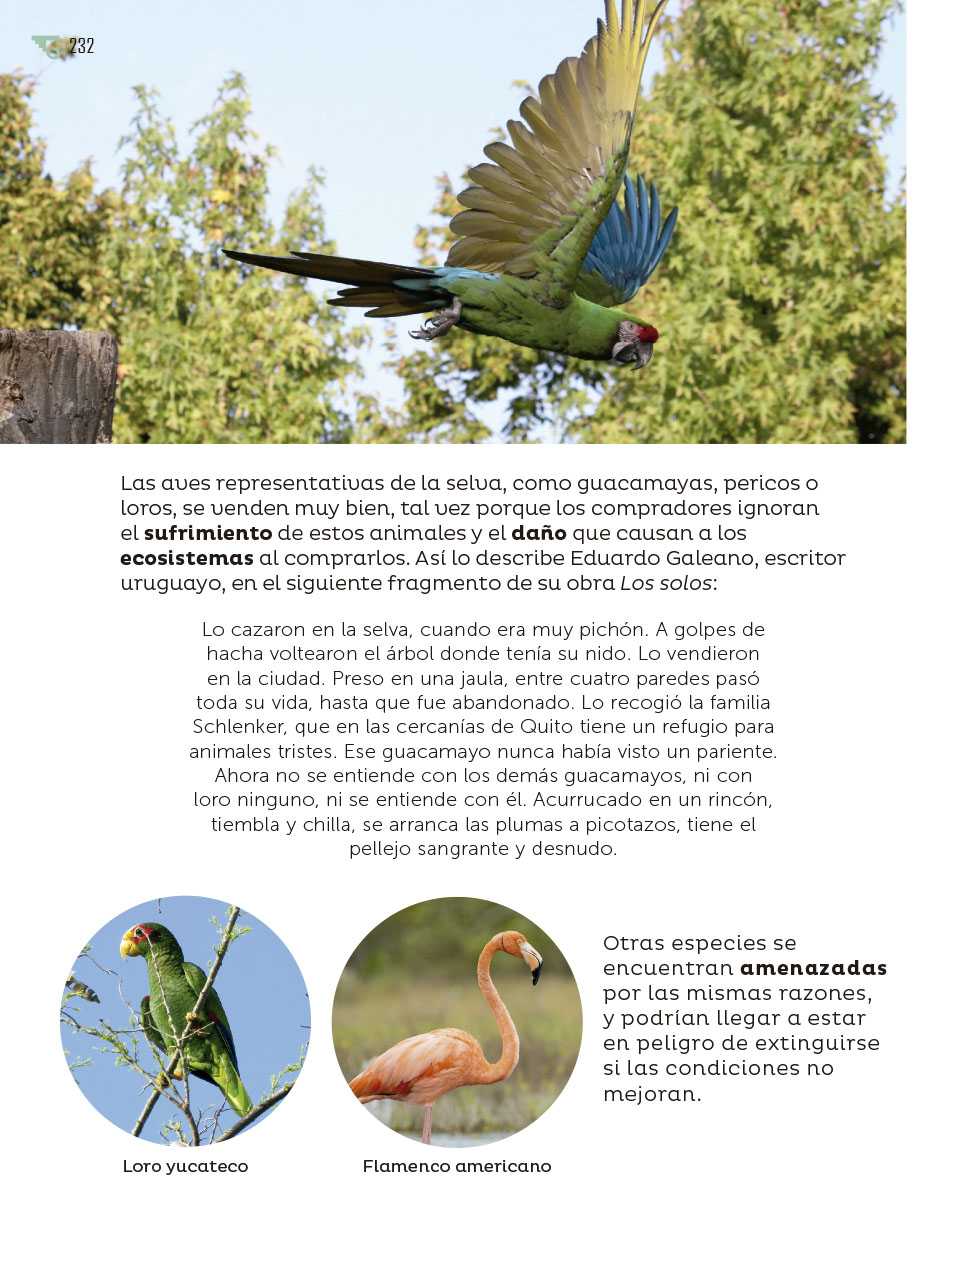 232
Las aves representativas de la selva, como guacamayas, pericos o
loros, se venden muy bien, tal vez porque los compradores ignoran
el sufrimiento de estos animales y el daño que causan a los
ecosistemas al comprarlos. Así lo describe Eduardo Galeano, escritor
uruguayo, en el siguiente fragmento de su obra Los solos:
Lo cazaron en la selva, cuando era muy pichón. A golpes de
hacha voltearon el árbol donde tenía su nido. Lo vendieron
en la ciudad. Preso en una jaula, entre cuatro paredes pasó
toda su vida, hasta que fue abandonado. Lo recogió la familia
Schlenker, que en las cercanías de Quito tiene un refugio para
animales tristes. Ese guacamayo nunca había visto un pariente.
Ahora no se entiende con los demás guacamayos, ni con
loro ninguno, ni se entiende con él. Acurrucado en un rincón,
tiembla y chilla, se arranca las plumas a picotazos, tiene el
pellejo sangrante y desnudo.
Otras especies se
encuentran amenazadas
por las mismas razones,
y podrían llegar a estar
en peligro de extinguirse
si las condiciones no
mejoran.
Loro yucateco
Flamenco americano